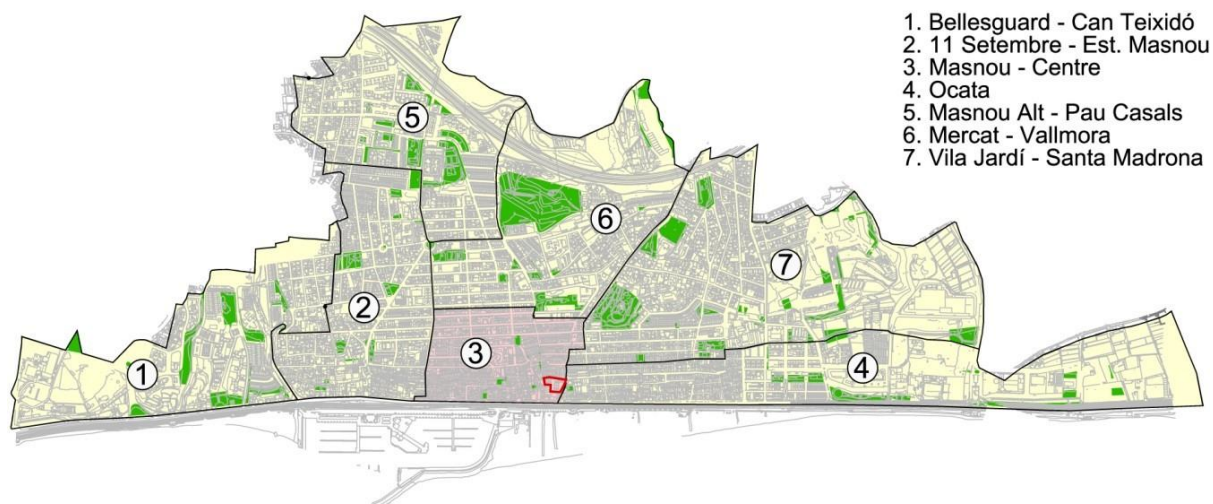 1. Bellesguard - Can Teixidó
2. 11 Setembre - Est. Masnou
3. Masnou - Centre
4. Ocata
5. Masnou Alt - Pau Casals
6. Mercat - Vallmora
7. Vila Jardí - Santa Madrona
5
6
7
2
3
4
1